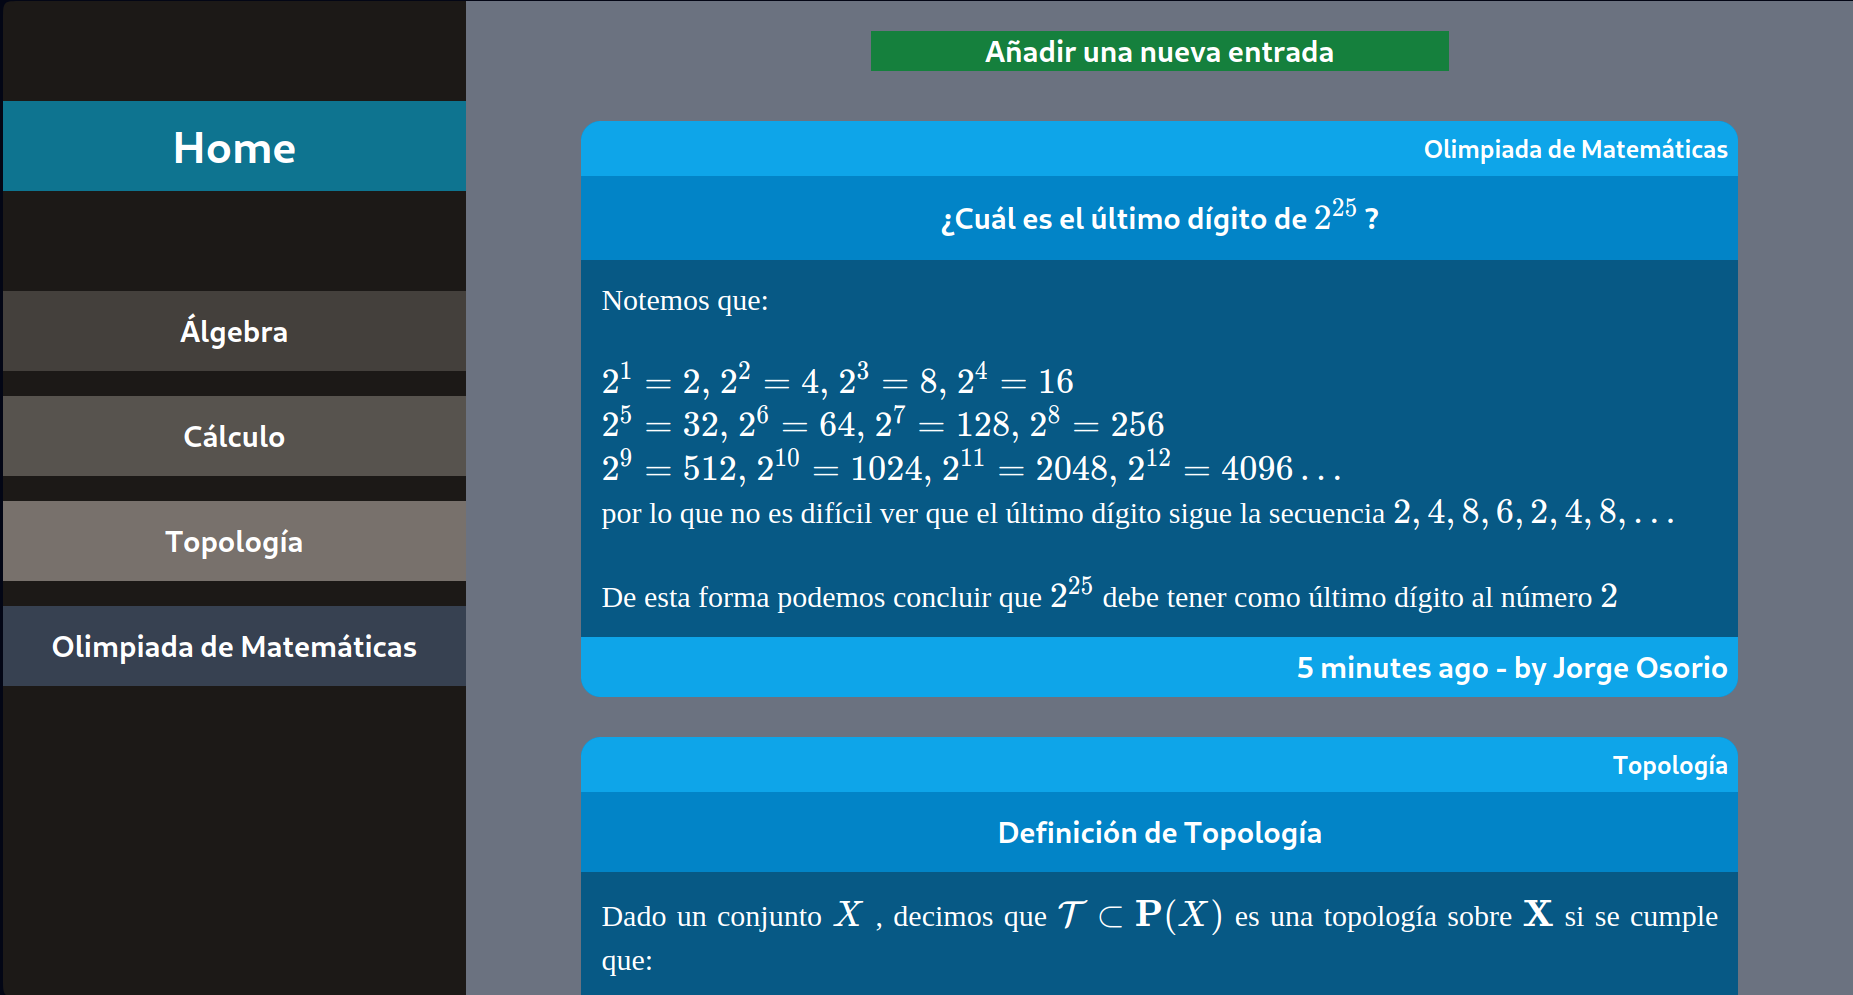 Home
Álgebra
Cálculo
Topología
Olimpiada de Matemáticas
Añadir una nueva entrada
Olimpiada de Matemáticas
¿Cuál es el último dígito de 2^25 ?
Notemos que:
2^1 = 2, 2^2 = 4, 2^3 = 8, 2^4 = 16
2^5 = 32, 2^6 = 64, 2^7 = 128, 2^8 = 256
2^9 = 512, 2^10 = 1024, 2^11 = 2048, 2^12 = 4096…
por lo que no es difícil ver que el último dígito sigue la secuencia 2, 4, 8, 6, 2, 4, 8, …
De esta forma podemos concluir que 2^25 debe tener como último dígito al número 2
5 minutes ago - by Jorge Osorio
Topología
Definición de Topología
Dado un conjunto X , decimos que 𝒯 ⊂ P(X) es una topología sobre X si se cumple
que: